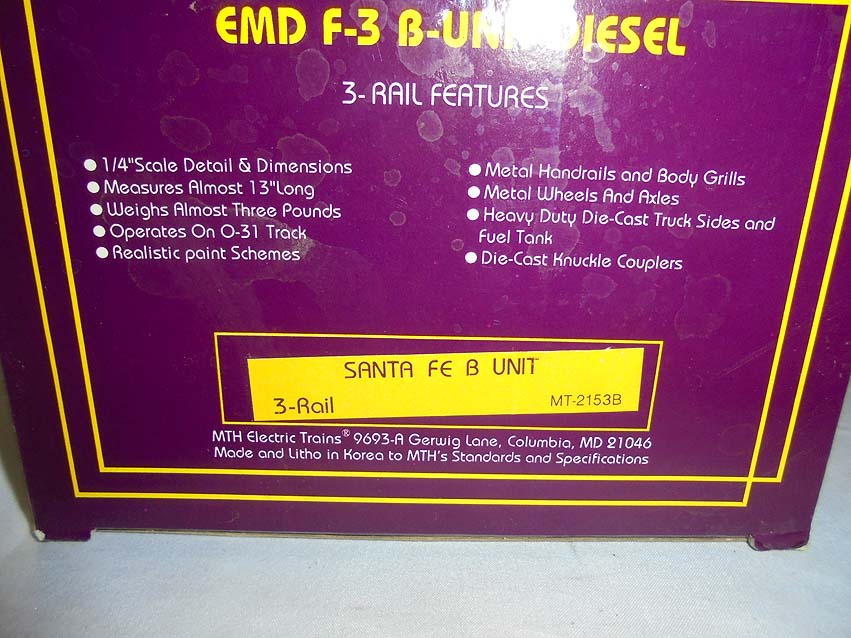 EMD F-3 B-UNIT DIESEL
3-RAIL FEATURES
● 1/4"Scale Detail & Dimensions
● Measures Almost 13"Long
● Weighs Almost Three Pounds
● Operates On O-31 Track
● Realistic paint Schemes
● Metal Handrails and Body Grills
● Metal Wheels And Axles
● Heavy Duty Die-Cast Truck Sides and
Fuel Tank
● Die-Cast Knuckle Couplers
SANTA FE B UNIT
3-Rail MT-2153B
MTH Electric Trains® 9693-A Gerwig Lane, Columbia, MD 21046
Made and Litho in Korea to MTH's Standards and Specifications